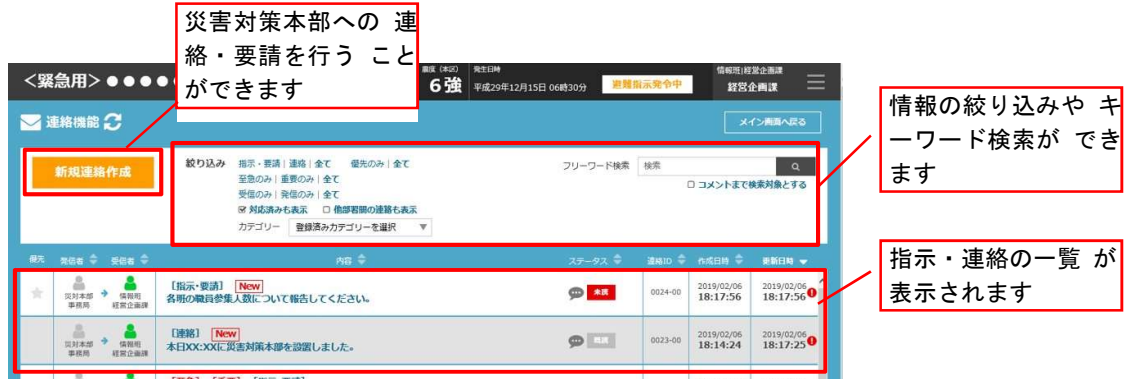 災害対策本部への 連
絡・要請を行う こと
ができます
<緊急用>●●●●
震度（本区）
6強
発生日時
平成29年12月15日 06時30分
避難指示発令中
情報班|経営企画課
経営企画課
連絡機能
メイン画面へ戻る
情報の絞り込みや キ
ーワード検索が でき
ます
新規連絡作成
絞り込み 指示・要請|連絡|全て 優先のみ|全て
至急のみ|重要のみ|全て
受信のみ|発信のみ|全て
対応済みも表示 他部署間の連絡も表示
カテゴリー 登録済みカテゴリーを選択 ▼
フリーワード検索 検索
コメントまで検索対象とする
指示・連絡の一覧 が
表示されます
優先 発信者 受信者 内容 ステータス 連絡ID 作成日時 更新日時
災対本部事務局 → 情報班経営企画課
［指示・要請］ New
各班の職員参集人数について報告してください。
未読 0024-00 2019/02/06 18:17:56 2019/02/06 18:17:56
災対本部事務局 → 情報班経営企画課
［連絡］ New
本日XX:XXに災害対策本部を設置しました。
既読 0023-00 2019/02/06 18:14:24 2019/02/06 18:17:25